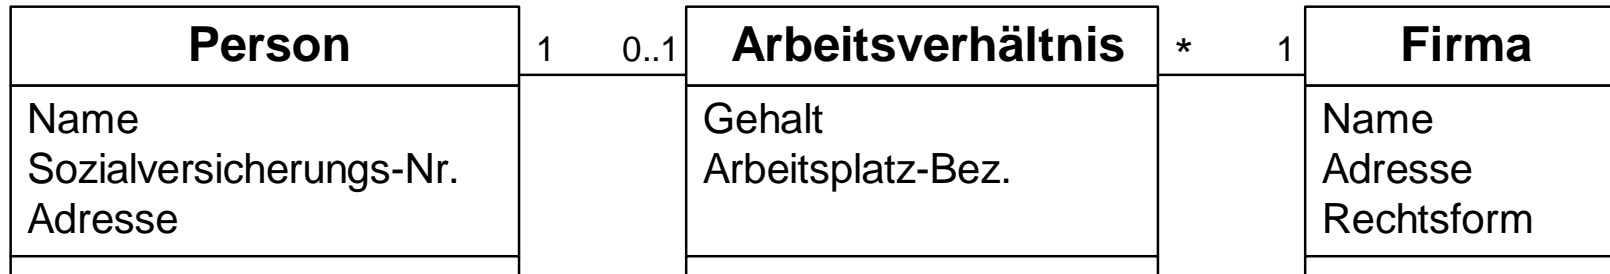 Person
1
0..1
Arbeitsverhältnis
*
1
Firma
Name
Sozialversicherungs-Nr.
Adresse
Gehalt
Arbeitsplatz-Bez.
Name
Adresse
Rechtsform